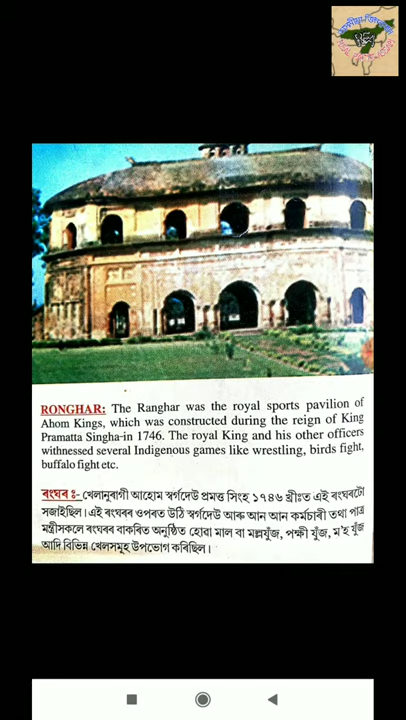 RONGHAR: The Ranghar was the royal sports pavilion of
Ahom Kings, which was constructed during the reign of King
Pramatta Singha-in 1746. The royal King and his other officers
withnessed several Indigenous games like wrestling, birds fight,
buffalo fight etc.
ৰংঘৰ ঃ- খেলানুৰাগী আহোম স্বৰ্গদেউ প্ৰমত্ত সিংহ ১৭৪৬ খ্ৰীঃত এই ৰংঘৰটো
সজাইছিল। এই ৰংঘৰৰ ওপৰত উঠি স্বৰ্গদেউ আৰু আন আন কৰ্মচাৰী তথা পাত্ৰ
মন্ত্ৰীসকলে ৰংঘৰৰ বাকৰিত অনুষ্ঠিত হোৱা মাল বা মল্লযুঁজ, পক্ষী যুঁজ, ম'হ যুঁজ
আদি বিভিন্ন খেলসমূহ উপভোগ কৰিছিল।